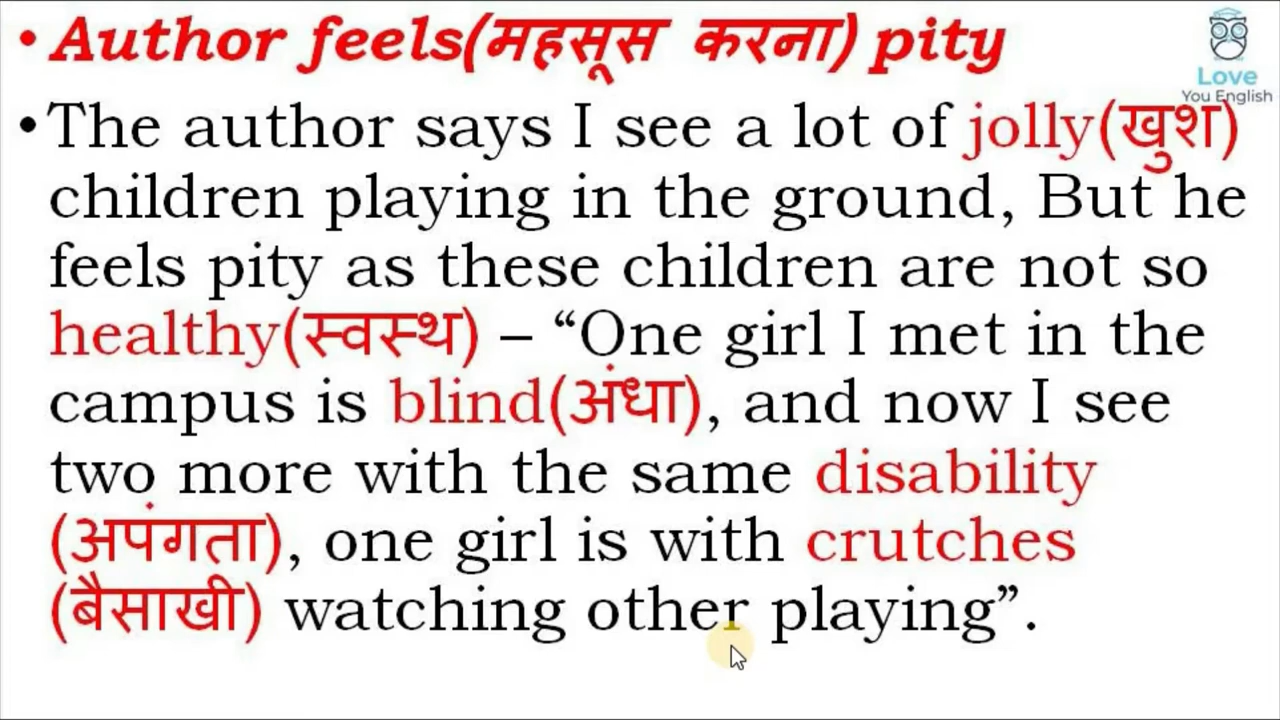 • Author feels(महसूस करना) pity
Love
You English
• The author says I see a lot of jolly(खुश)
children playing in the ground, But he
feels pity as these children are not so
healthy(स्वस्थ) – “One girl I met in the
campus is blind(अंधा), and now I see
two more with the same disability
(अपंगता), one girl is with crutches
(बैसाखी) watching other playing”.